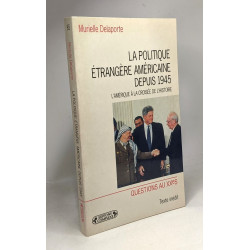 Murielle Delaporte
LA POLITIQUE
ÉTRANGÈRE AMÉRICAINE
DEPUIS 1945
L'AMÉRIQUE À LA CROISÉE DE L'HISTOIRE
QUESTIONS AU XXe S
Texte inédit